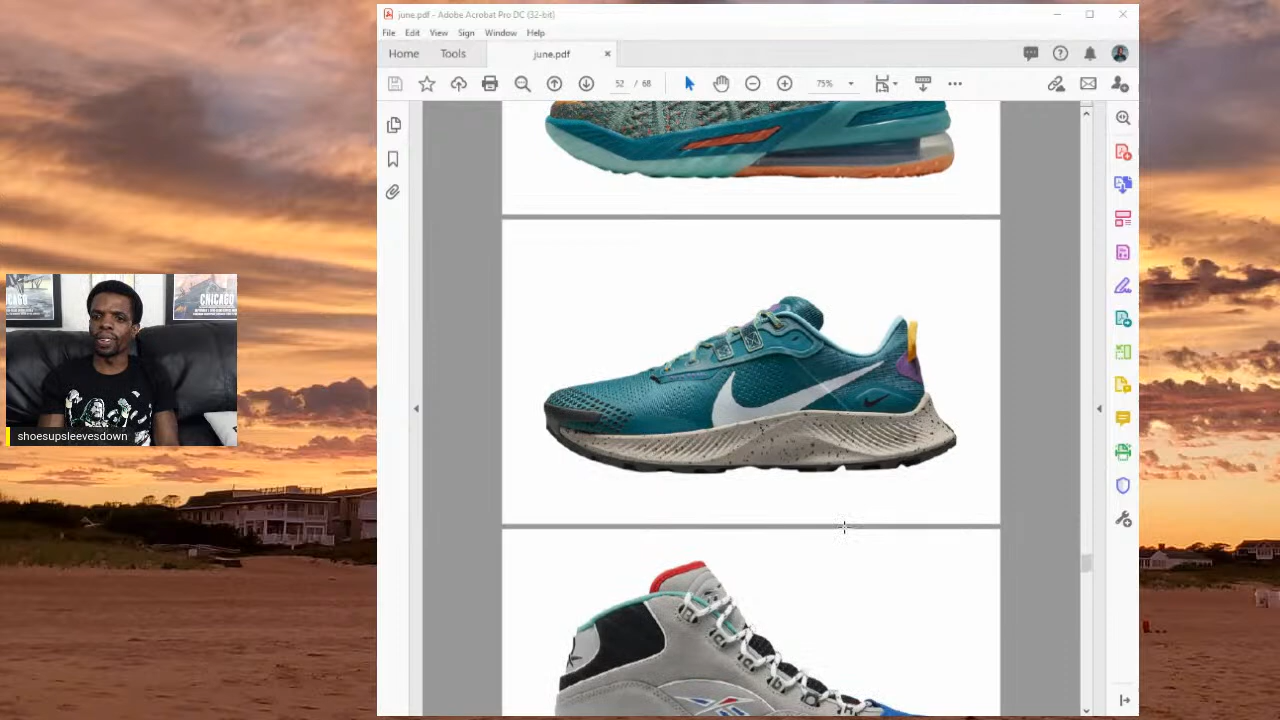 june.pdf - Adobe Acrobat Pro DC (32-bit)
File Edit View Sign Window Help
Home Tools june.pdf
52 / 68 75%
CHICAGO
shoesupsleevesdown